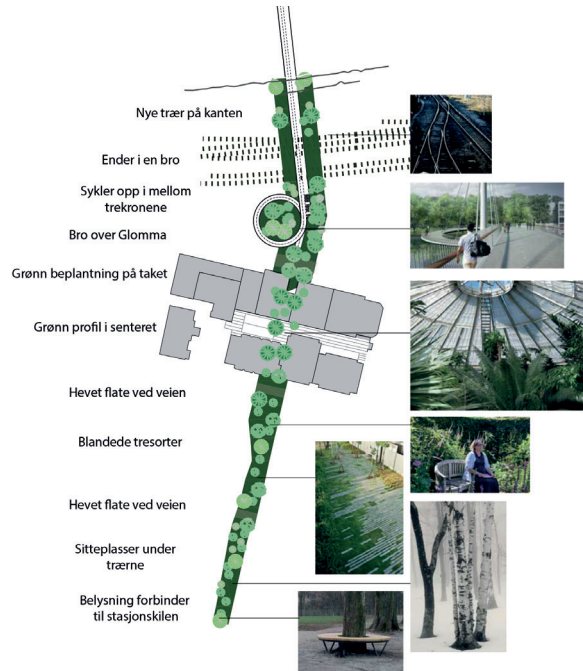 Nye trær på kanten
Ender i en bro
Sykler opp i mellom
trekronene
Bro over Glomma
Grønn beplantning på taket
Grønn profil i senteret
Hevet flate ved veien
Blandede tresorter
Hevet flate ved veien
Sitteplasser under
trærne
Belysning forbinder
til stasjonskilen